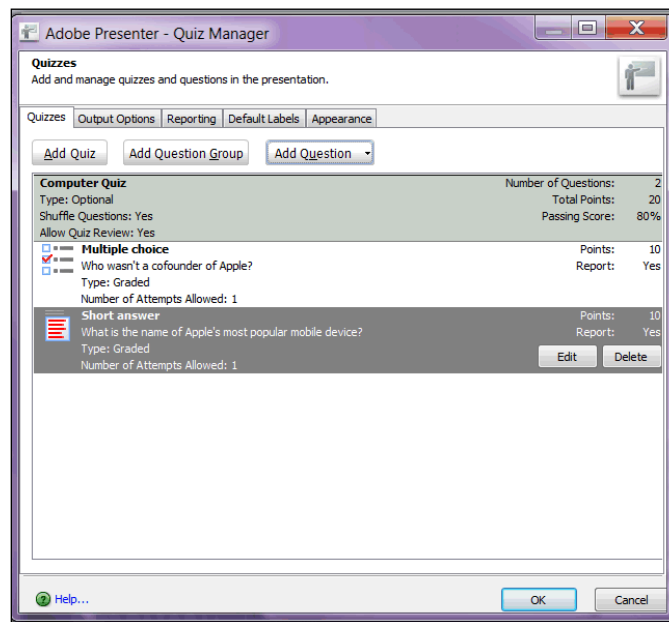 Adobe Presenter - Quiz Manager
Quizzes
Add and manage quizzes and questions in the presentation.
Quizzes Output Options Reporting Default Labels Appearance
Add Quiz Add Question Group Add Question
Computer Quiz Number of Questions: 2
Type: Optional Total Points: 20
Shuffle Questions: Yes Passing Score: 80%
Allow Quiz Review: Yes
Multiple choice Points: 10
Who wasn't a cofounder of Apple? Report: Yes
Type: Graded
Number of Attempts Allowed: 1
Short answer Points: 10
What is the name of Apple's most popular mobile device? Report: Yes
Type: Graded Edit Delete
Number of Attempts Allowed: 1
Help... OK Cancel